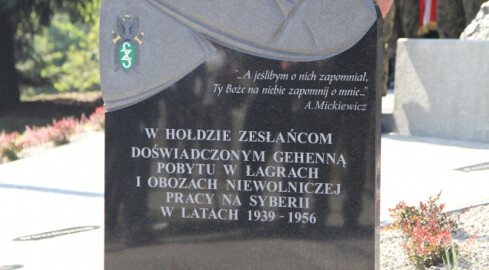 „...A jeślibym o nich zapomniał,
Ty Boże na niebie zapomnij o mnie..."
A.Mickiewicz
W HOŁDZIE ZESŁAŃCOM
DOŚWIADCZONYM GEHENNĄ
POBYTU W ŁAGRACH
I OBOZACH NIEWOLNICZEJ
PRACY NA SYBERII
W LATACH 1939 - 1956